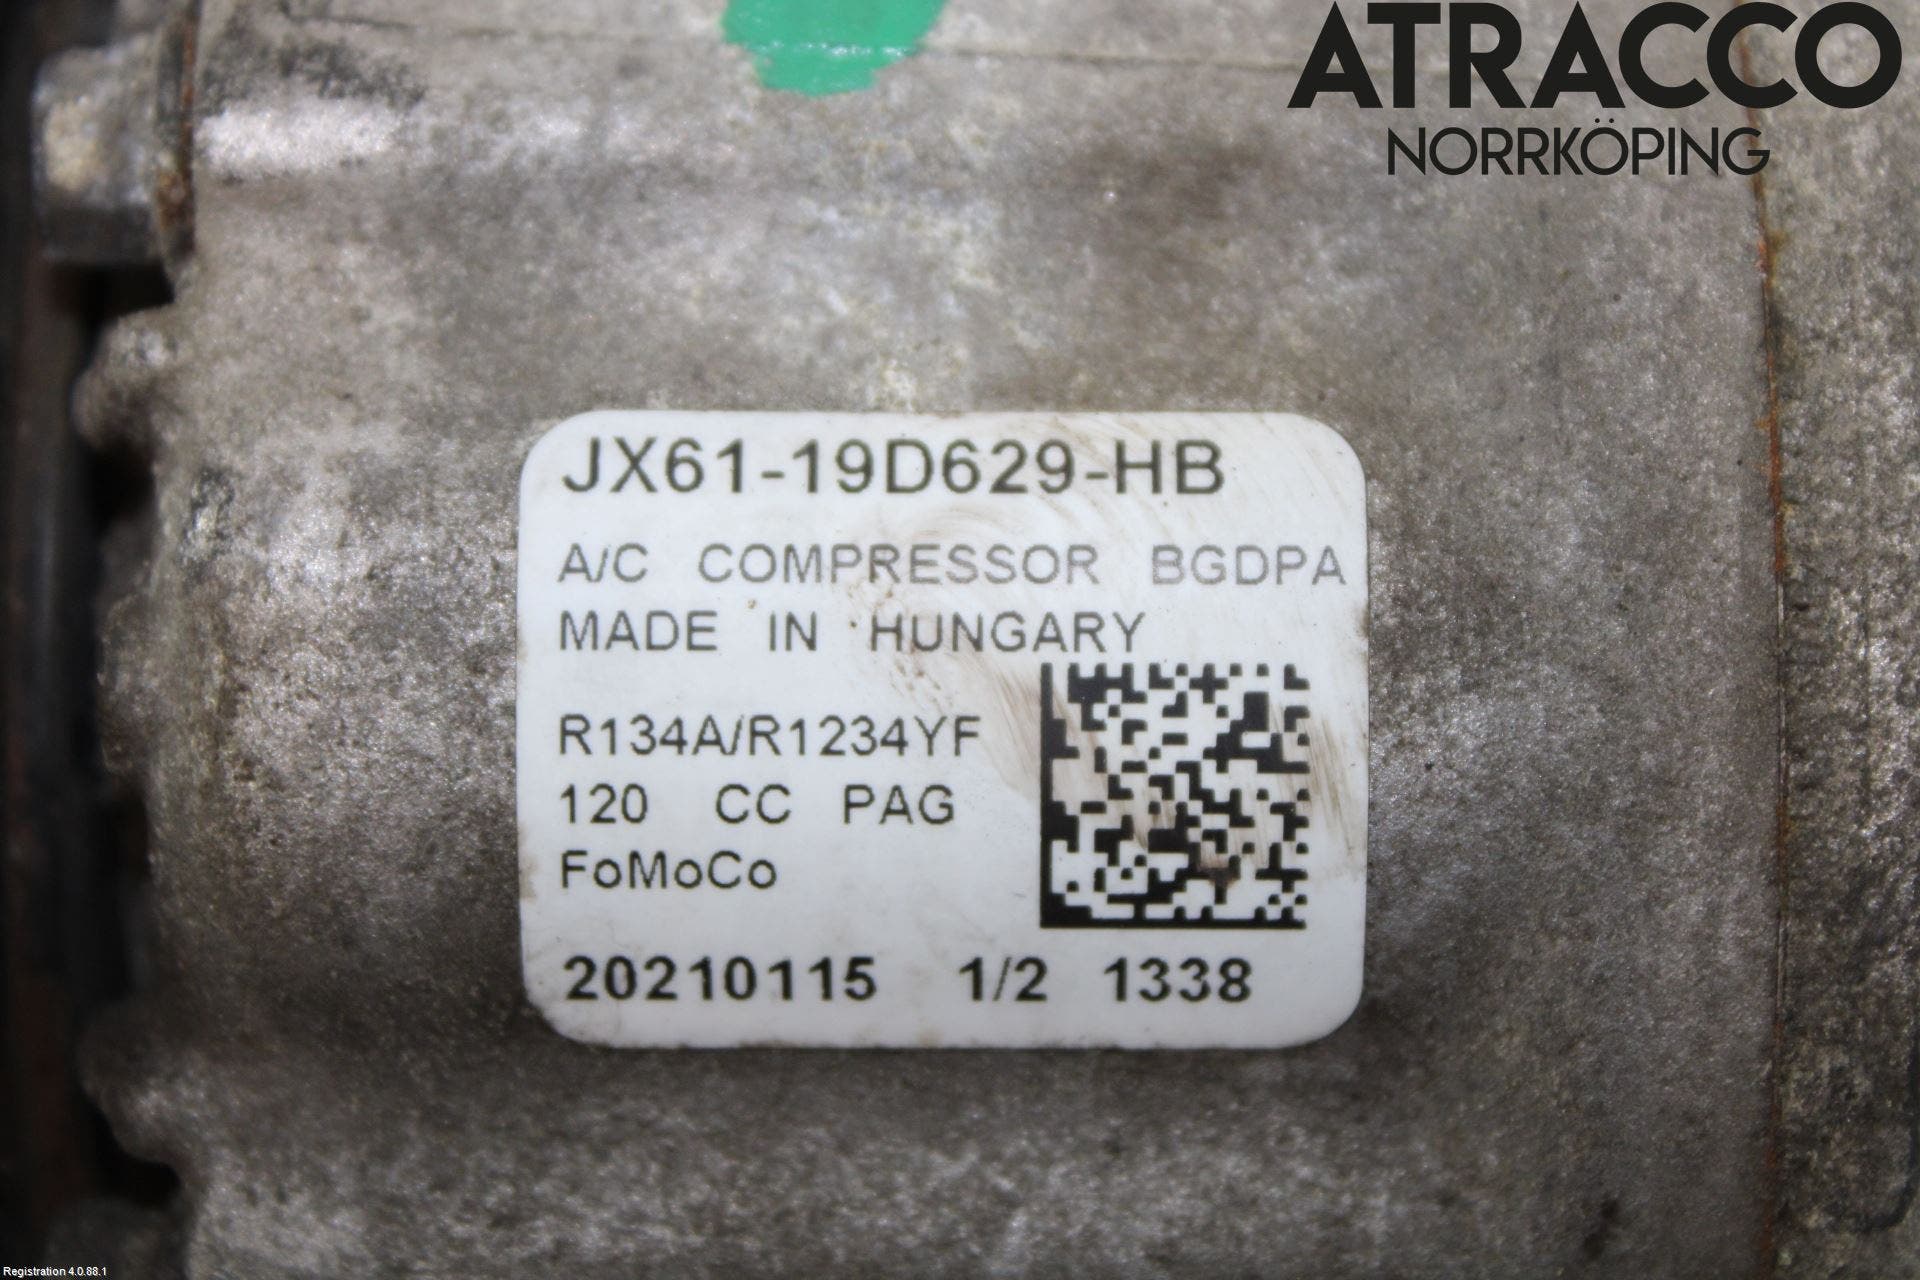 ATRACCO
NORRKÖPING
JX61-19D629-HB
A/C COMPRESSOR BGDPA
MADE IN HUNGARY
R134A/R1234YF
120 CC PAG
FoMoCo
20210115 1/2 1338
Registration 4.0.88.1